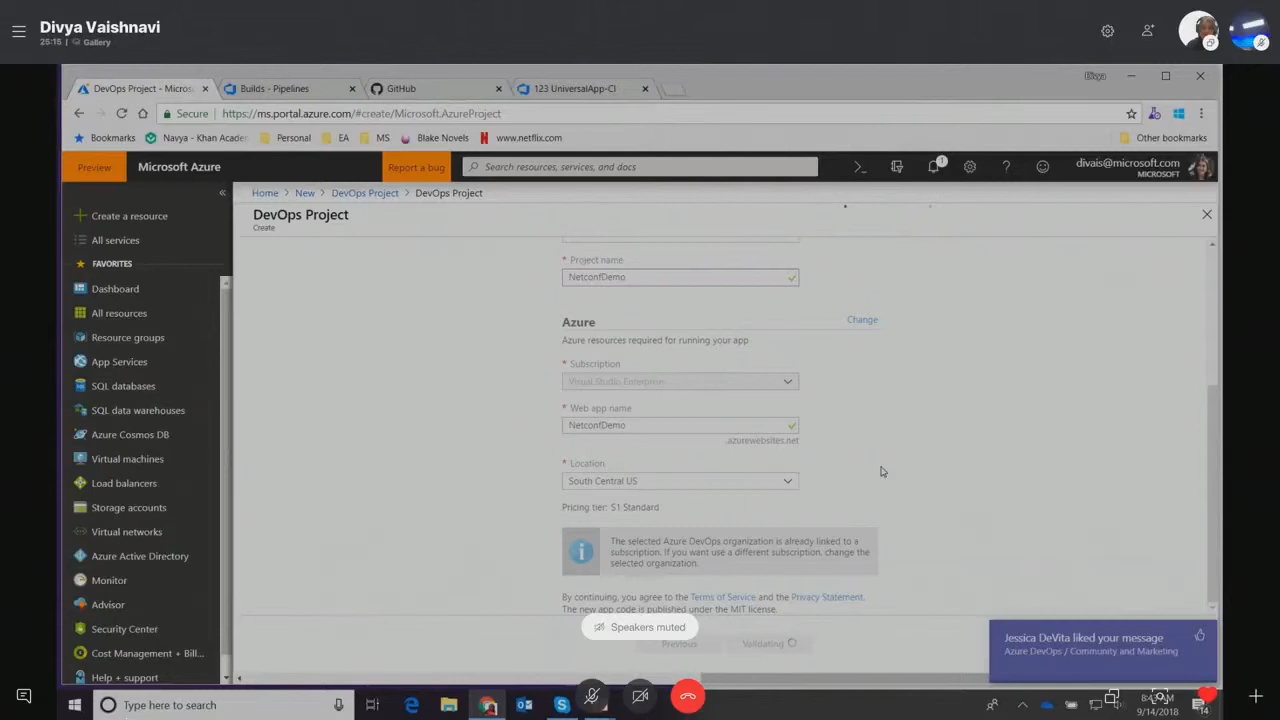 Divya Vaishnavi
25:15 | Gallery
Divya
DevOps Project - Micros
Builds - Pipelines
GitHub
123 UniversalApp-CI
Secure
https://ms.portal.azure.com/#create/Microsoft.AzureProject
Bookmarks
Navya - Khan Acaden
Personal
EA
MS
Blake Novels
www.netflix.com
Other bookmarks
Preview
Microsoft Azure
Report a bug
Search resources, services, and docs
1
divais@microsoft.com
MICROSOFT
Home > New > DevOps Project > DevOps Project
DevOps Project
Create
Create a resource
All services
FAVORITES
Dashboard
All resources
Resource groups
App Services
SQL databases
SQL data warehouses
Azure Cosmos DB
Virtual machines
Load balancers
Storage accounts
Virtual networks
Azure Active Directory
Monitor
Advisor
Security Center
Cost Management + Bill...
Help + support
* Project name
NetconfDemo
Azure
Change
Azure resources required for running your app
* Subscription
Visual Studio Enterprise
* Web app name
NetconfDemo
.azurewebsites.net
* Location
South Central US
Pricing tier: S1 Standard
The selected Azure DevOps organization is already linked to a
subscription. If you want use a different subscription, change the
selected organization.
By continuing, you agree to the Terms of Service and the Privacy Statement.
The new app code is published under the MIT license.
Speakers muted
Previous
Validating
Jessica DeVita liked your message
Azure DevOps / Community and Marketing
Type here to search
9/14/2018
14